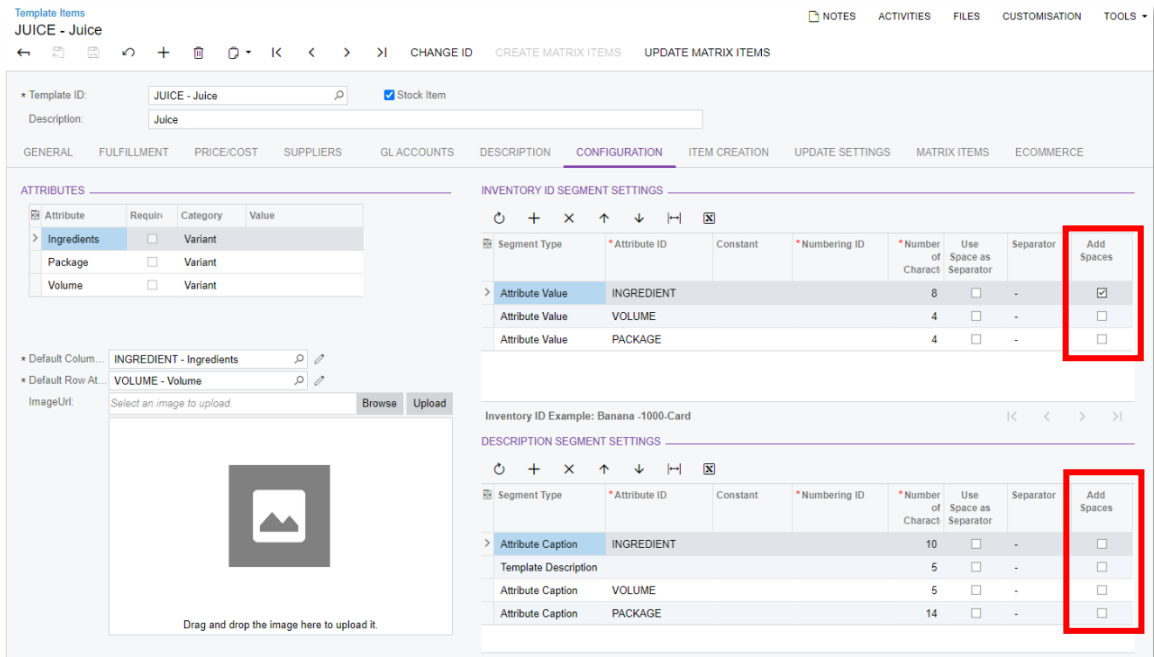 Template Items
JUICE - Juice
NOTES ACTIVITIES FILES CUSTOMISATION TOOLS
CHANGE ID CREATE MATRIX ITEMS UPDATE MATRIX ITEMS
* Template ID: JUICE - Juice Stock Item
Description: Juice
GENERAL FULFILLMENT PRICE/COST SUPPLIERS GL ACCOUNTS DESCRIPTION CONFIGURATION ITEM CREATION UPDATE SETTINGS MATRIX ITEMS ECOMMERCE
ATTRIBUTES
Attribute Requir Category Value
Ingredients Variant
Package Variant
Volume Variant
* Default Colum... INGREDIENT - Ingredients
* Default Row At... VOLUME - Volume
ImageUrl: Select an image to upload. Browse Upload
Drag and drop the image here to upload it.
INVENTORY ID SEGMENT SETTINGS
Segment Type * Attribute ID Constant * Numbering ID * Number Use Separator Add
of Space as Spaces
Charact Separator
Attribute Value INGREDIENT 8 -
Attribute Value VOLUME 4 -
Attribute Value PACKAGE 4 -
Inventory ID Example: Banana -1000-Card
DESCRIPTION SEGMENT SETTINGS
Segment Type * Attribute ID Constant * Numbering ID * Number Use Separator Add
of Space as Spaces
Charact Separator
Attribute Caption INGREDIENT 10 -
Template Description 5 -
Attribute Caption VOLUME 5 -
Attribute Caption PACKAGE 14 -